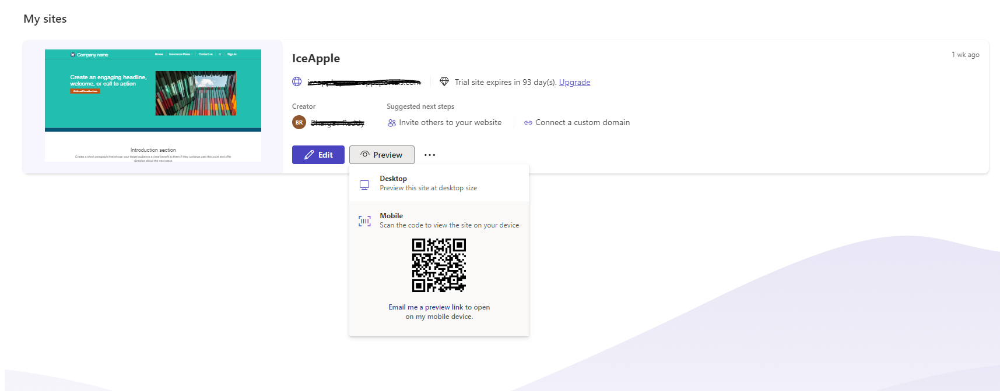 My sites
Company name
Home Insurance Plans Contact us Sign in
Create an engaging headline,
welcome, or call to action
Add a call to action here
Introduction section
Create a short paragraph that shows your target audience a clear benefit to them if they continue past this point and offer
direction about the next steps
IceApple
1 wk ago
Trial site expires in 93 day(s). Upgrade
Creator
Suggested next steps
BR
Invite others to your website
Connect a custom domain
Edit
Preview
Desktop
Preview this site at desktop size
Mobile
Scan the code to view the site on your device
Email me a preview link to open
on my mobile device.